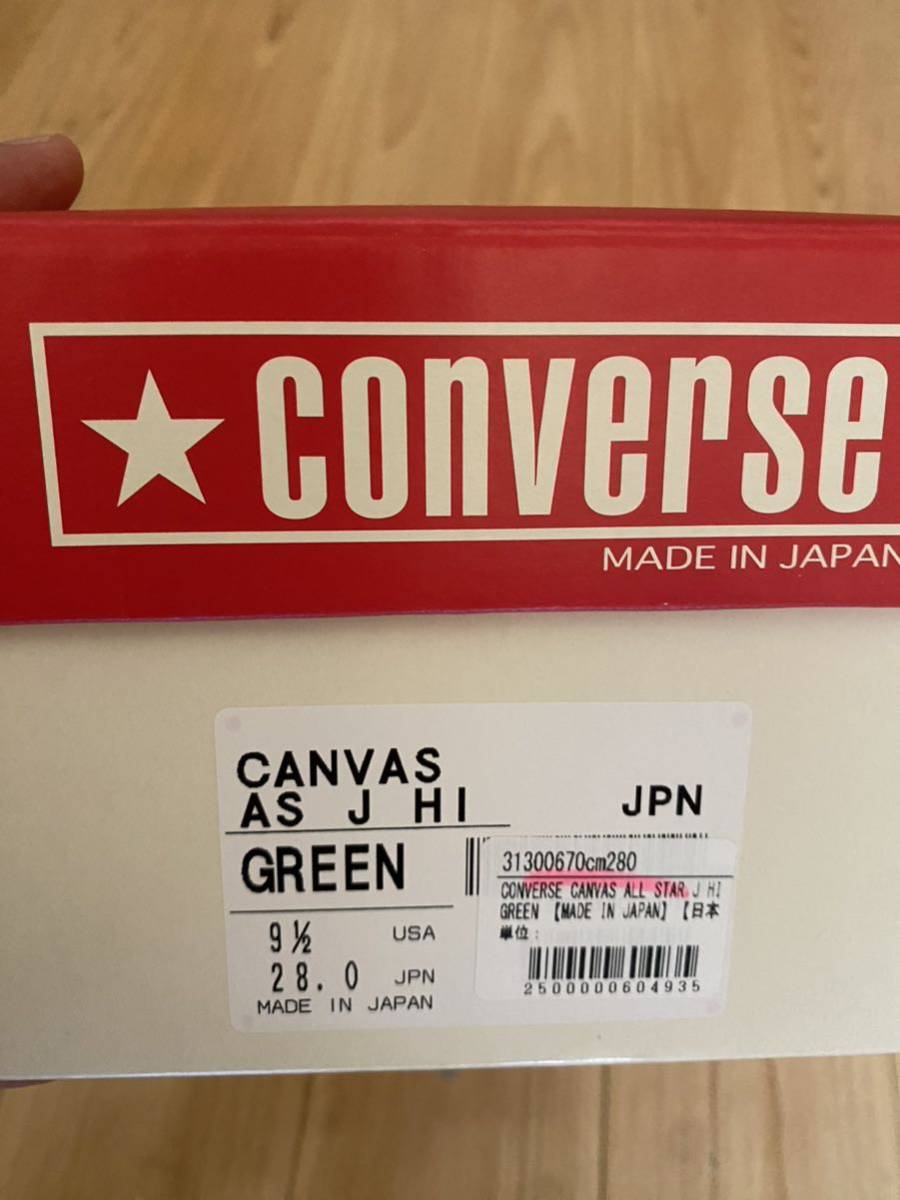 converse
MADE IN JAPAN
CANVAS
AS J HI
JPN
GREEN
9½ USA
28.0 JPN
MADE IN JAPAN
31300670cm280
CONVERSE CANVAS ALL STAR J HI
GREEN 【MADE IN JAPAN】【日本
単位:
2500000604935